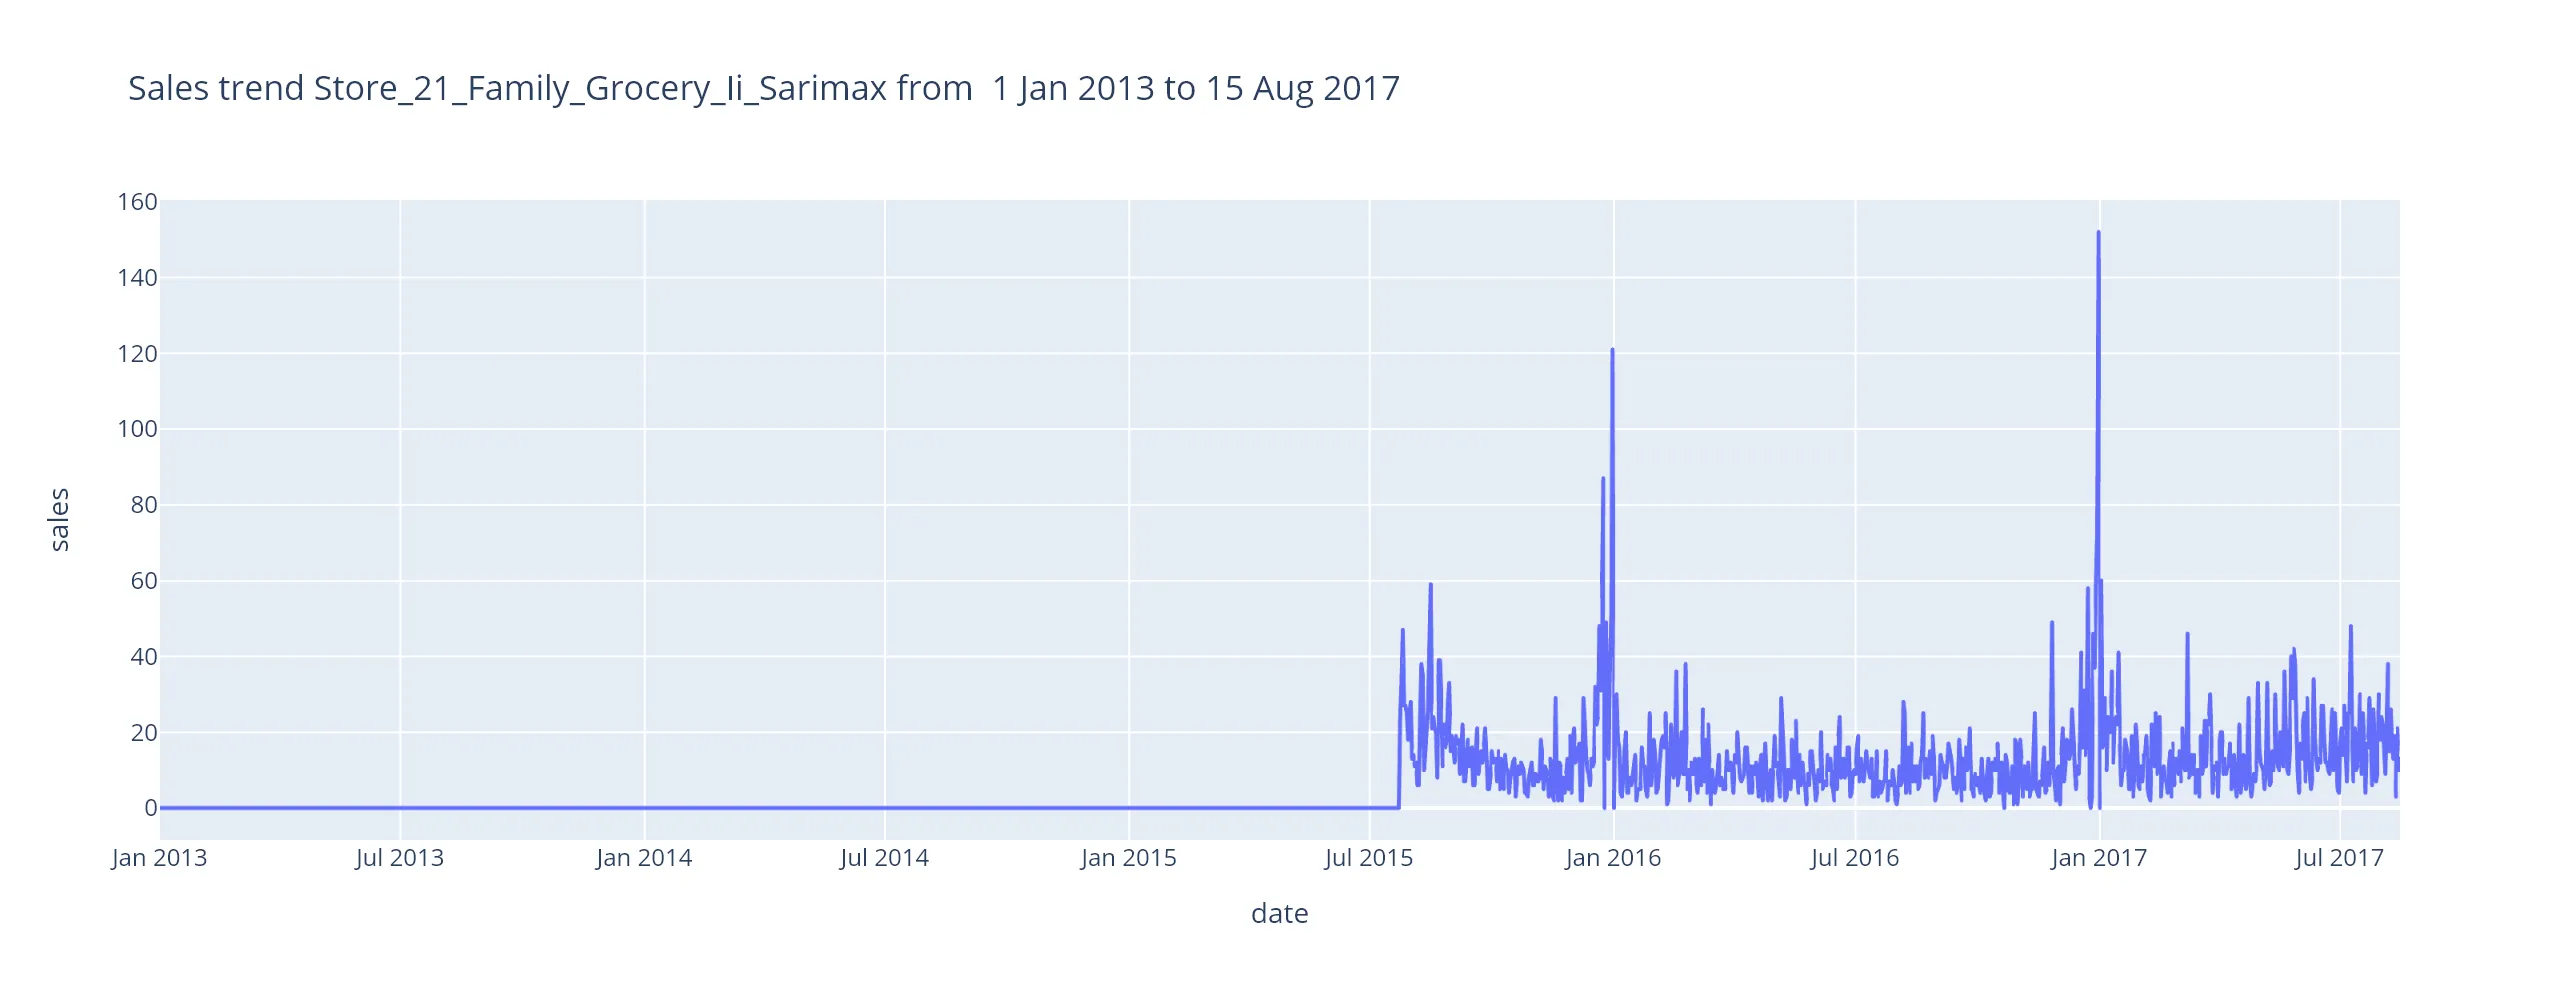 Sales trend Store_21_Family_Grocery_Ii_Sarimax from  1 Jan 2013 to 15 Aug 2017
160
140
120
100
80
60
40
20
0
sales
Jan 2013 Jul 2013 Jan 2014 Jul 2014 Jan 2015 Jul 2015 Jan 2016 Jul 2016 Jan 2017 Jul 2017
date